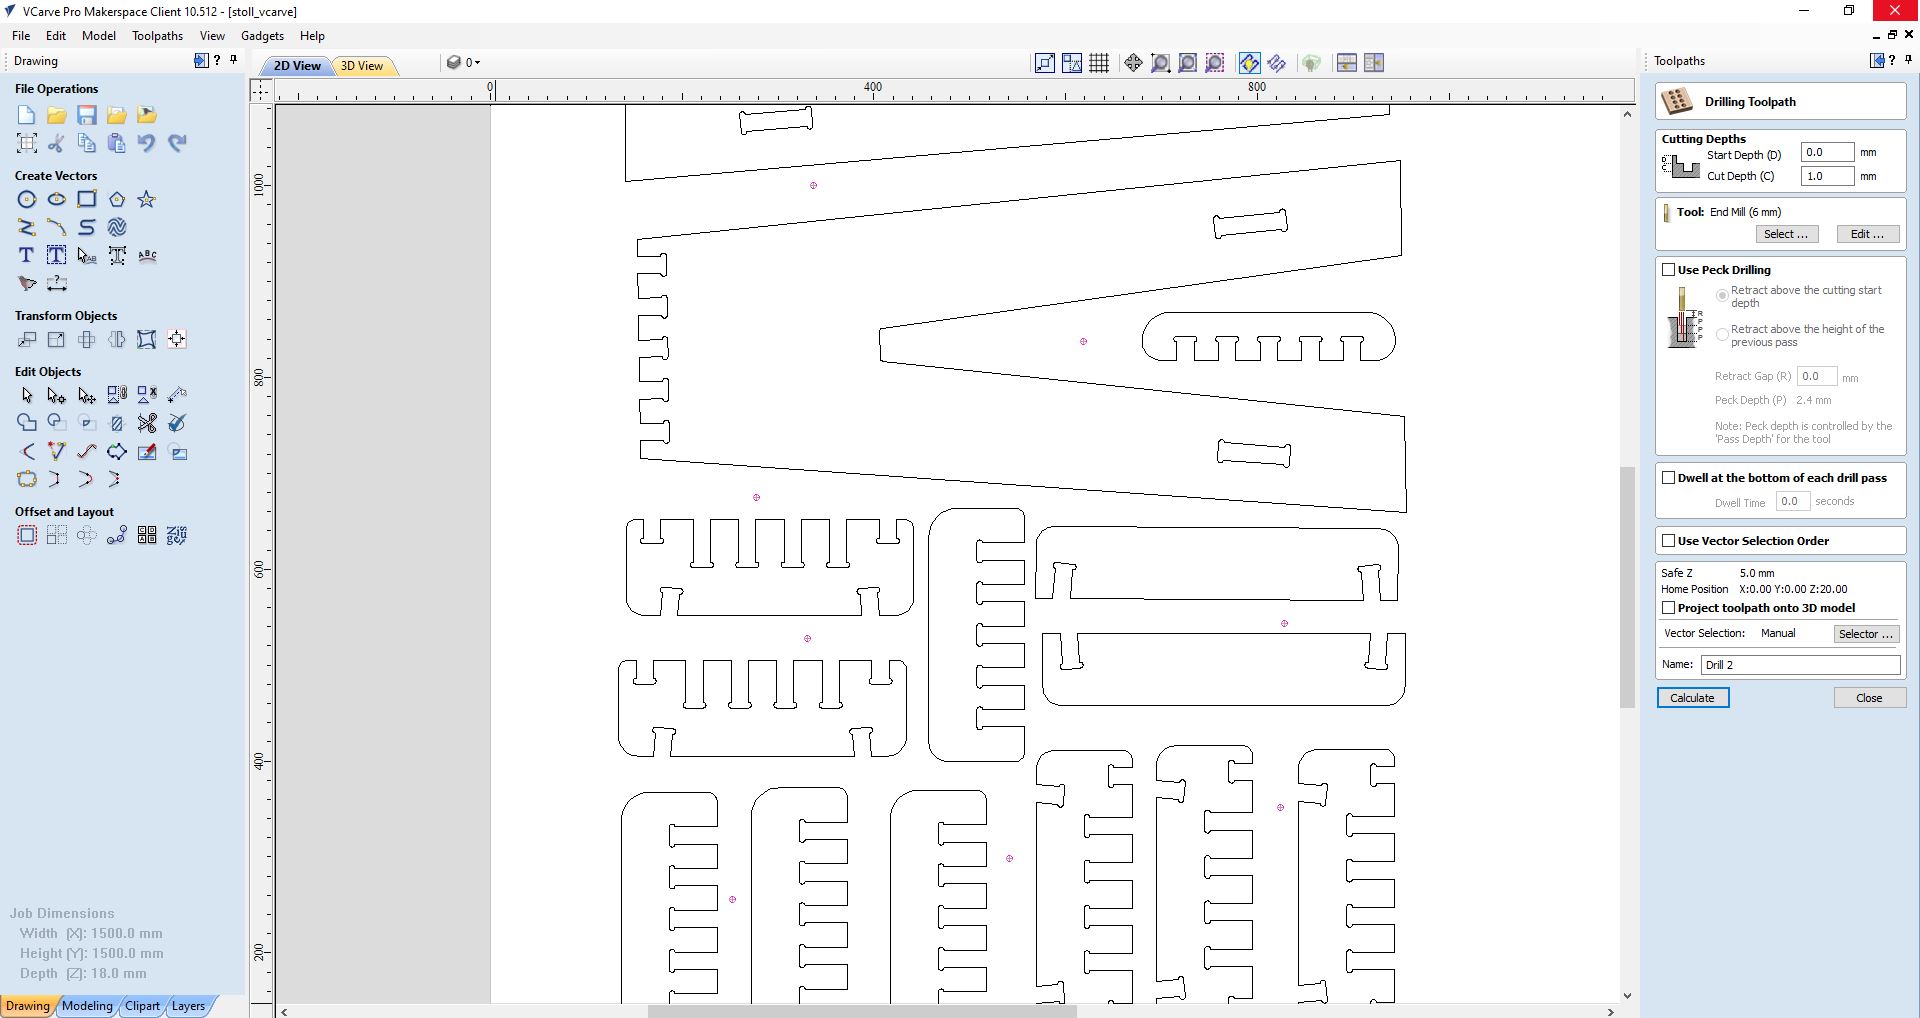 VCarve Pro Makerspace Client 10.512 - [stoll_vcarve]
File Edit Model Toolpaths View Gadgets Help
Drawing
?
2D View 3D View
0
Toolpaths
?
File Operations
Create Vectors
T T AB T ABC
?
Transform Objects
Edit Objects
Offset and Layout
Job Dimensions
Width (X): 1500.0 mm
Height (Y): 1500.0 mm
Depth (Z): 18.0 mm
Drawing Modeling Clipart Layers
0 400 800
1000
800
600
400
200
Drilling Toolpath
Cutting Depths
Start Depth (D) 0.0 mm
Cut Depth (C) 1.0 mm
Tool: End Mill (6 mm)
Select ... Edit ...
Use Peck Drilling
Retract above the cutting start
depth
Retract above the height of the
previous pass
R
P
P
P
Retract Gap (R) 0.0 mm
Peck Depth (P) 2.4 mm
Note: Peck depth is controlled by the
'Pass Depth' for the tool
Dwell at the bottom of each drill pass
Dwell Time 0.0 seconds
Use Vector Selection Order
Safe Z 5.0 mm
Home Position X:0.00 Y:0.00 Z:20.00
Project toolpath onto 3D model
Vector Selection: Manual Selector ...
Name: Drill 2
Calculate Close